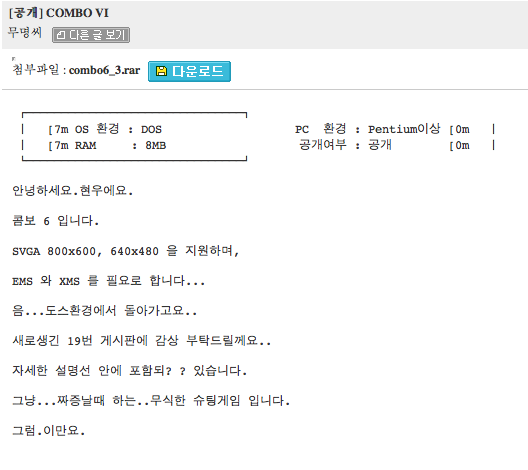 [공개] COMBO VI
무명씨 다른 글 보기
첨부파일 : combo6_3.rar 다운로드
| [7m OS 환경 : DOS PC 환경 : Pentium이상 [0m |
| [7m RAM : 8MB 공개여부 : 공개 [0m |
안녕하세요.현우에요.
콤보 6 입니다.
SVGA 800x600, 640x480 을 지원하며,
EMS 와 XMS 를 필요로 합니다...
음...도스환경에서 돌아가고요..
새로생긴 19번 게시판에 감상 부탁드릴께요..
자세한 설명선 안에 포함되? ? 있습니다.
그냥...짜증날때 하는..무식한 슈팅게임 입니다.
그럼.이만요.